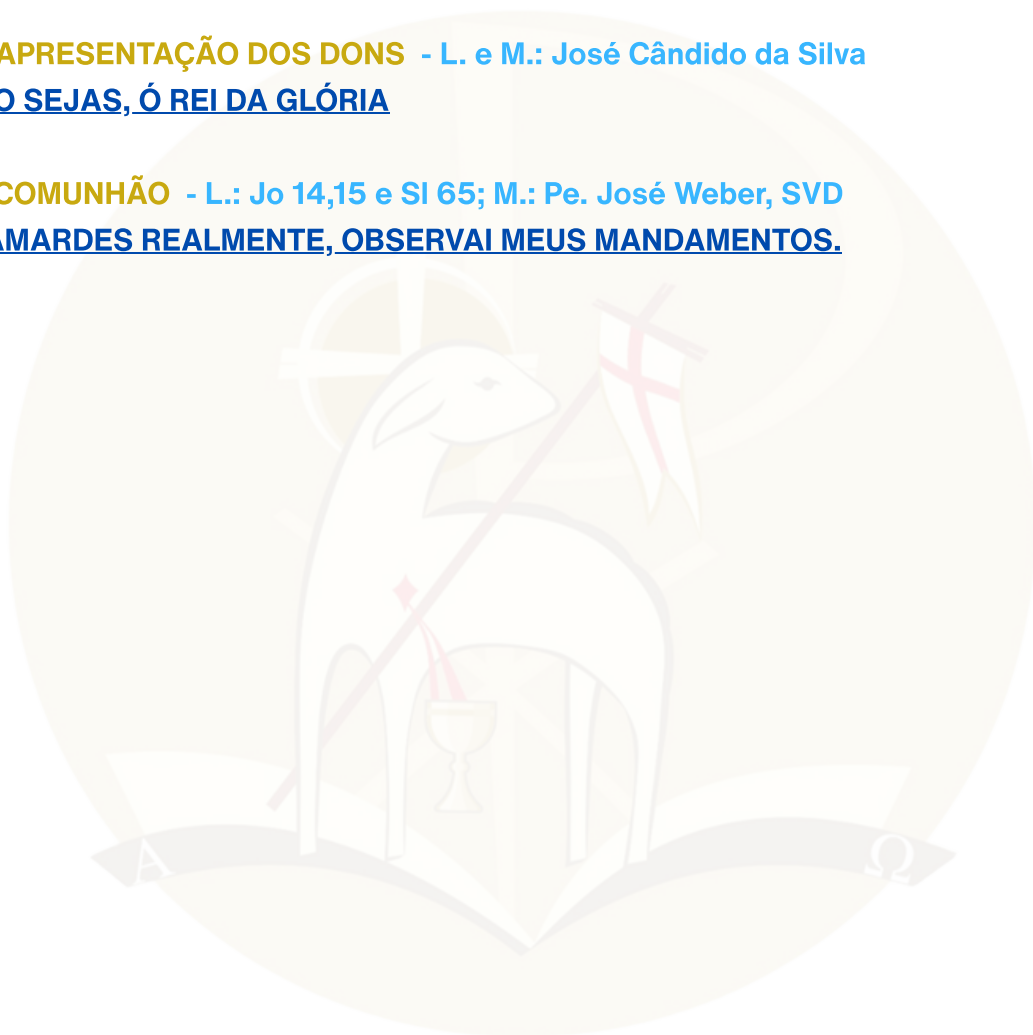 APRESENTAÇÃO DOS DONS - L. e M.: José Cândido da Silva
O SEJAS, Ó REI DA GLÓRIA
COMUNHÃO - L.: Jo 14,15 e Sl 65; M.: Pe. José Weber, SVD
AMARDES REALMENTE, OBSERVAI MEUS MANDAMENTOS.
Α Ω